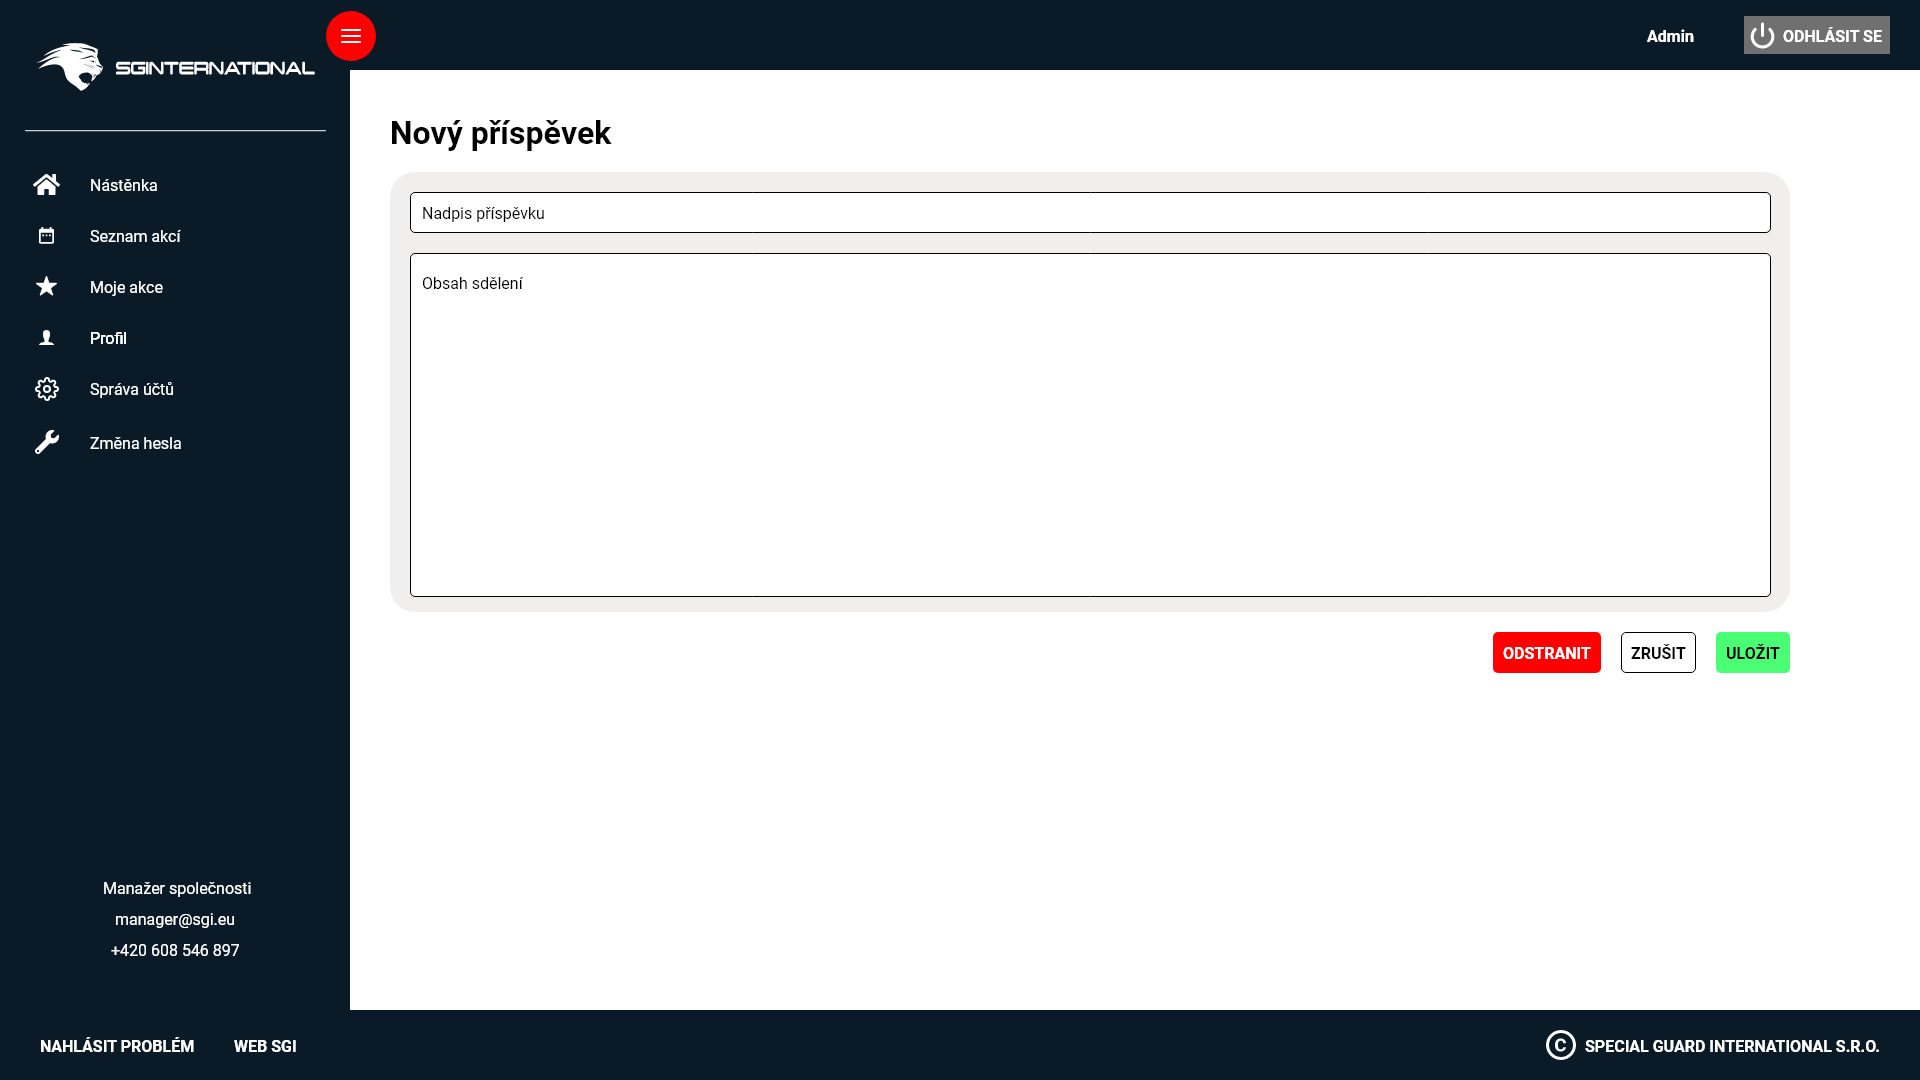 SGINTERNATIONAL
Admin
ODHLÁSIT SE
Nástěnka
Seznam akcí
Moje akce
Profil
Správa účtů
Změna hesla
Manažer společnosti
manager@sgi.eu
+420 608 546 897
Nový příspěvek
Nadpis příspěvku
Obsah sdělení
ODSTRANIT
ZRUŠIT
ULOŽIT
NAHLÁSIT PROBLÉM
WEB SGI
© SPECIAL GUARD INTERNATIONAL S.R.O.